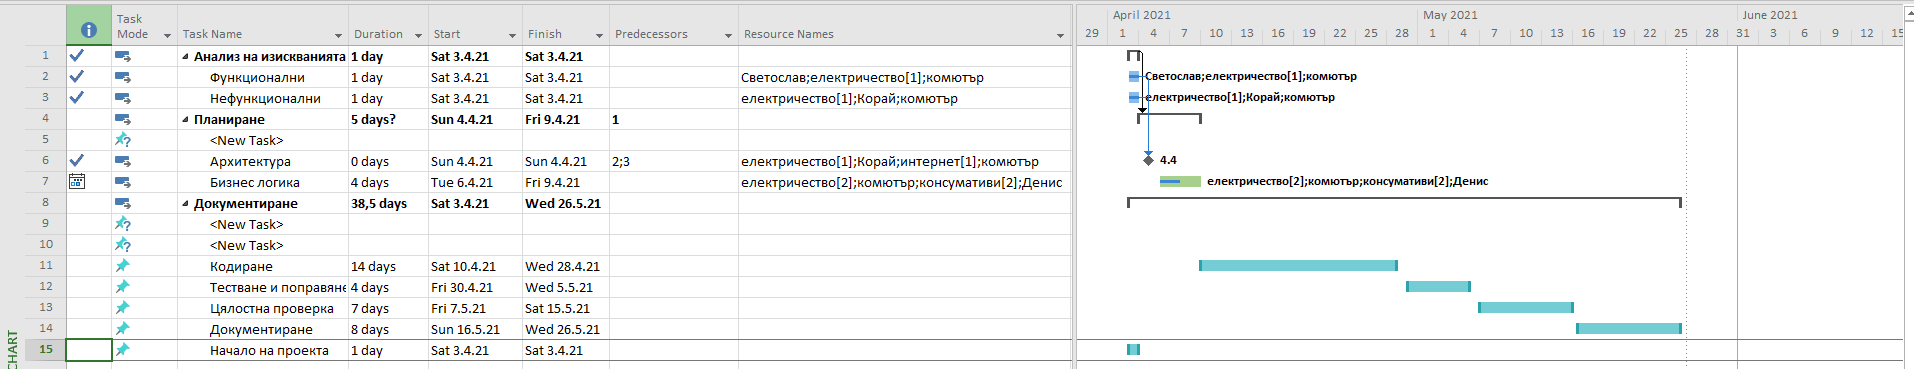 Task Mode Task Name Duration Start Finish Predecessors Resource Names
April 2021 May 2021 June 2021
29 1 4 7 10 13 16 19 22 25 28 1 4 7 10 13 16 19 22 25 28 31 3 6 9 12 15
1 Анализ на изискванията 1 day Sat 3.4.21 Sat 3.4.21
2 Функционални 1 day Sat 3.4.21 Sat 3.4.21 Светослав;електричество[1];комютър Светослав;електричество[1];комютър
3 Нефункционални 1 day Sat 3.4.21 Sat 3.4.21 електричество[1];Корай;комютър електричество[1];Корай;комютър
4 Планиране 5 days? Sun 4.4.21 Fri 9.4.21 1
5 <New Task>
6 Архитектура 0 days Sun 4.4.21 Sun 4.4.21 2;3 електричество[1];Корай;интернет[1];комютър 4.4
7 Бизнес логика 4 days Tue 6.4.21 Fri 9.4.21 електричество[2];комютър;консумативи[2];Денис електричество[2];комютър;консумативи[2];Денис
8 Документиране 38,5 days Sat 3.4.21 Wed 26.5.21
9 <New Task>
10 <New Task>
11 Кодиране 14 days Sat 10.4.21 Wed 28.4.21
12 Тестване и поправяне 4 days Fri 30.4.21 Wed 5.5.21
13 Цялостна проверка 7 days Fri 7.5.21 Sat 15.5.21
14 Документиране 8 days Sun 16.5.21 Wed 26.5.21
15 Начало на проекта 1 day Sat 3.4.21 Sat 3.4.21
CHART